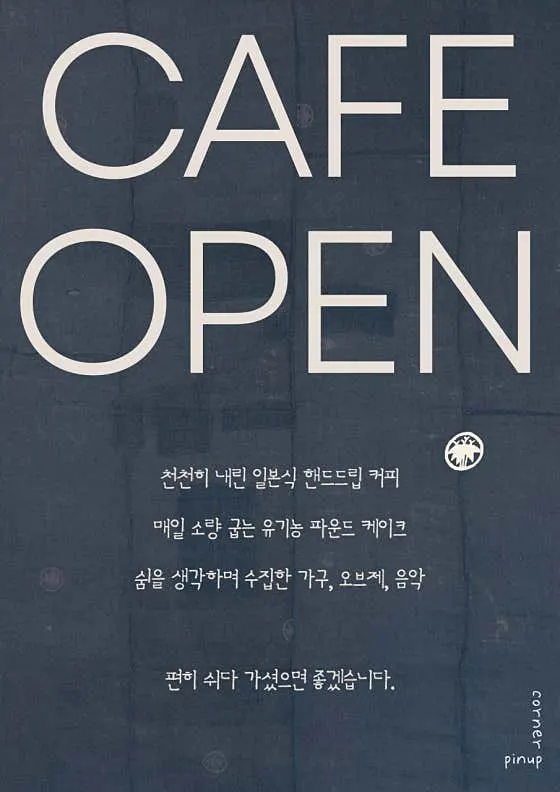 CAFE
OPEN
천천히 내린 일본식 핸드드립 커피
매일 소량 굽는 유기농 파운드 케이크
쉼을 생각하며 수집한 가구, 오브제, 음악
편히 쉬다 가셨으면 좋겠습니다.
corner
pinup